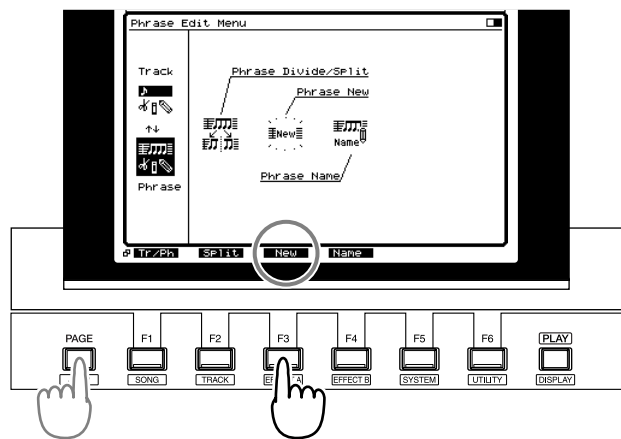 Phrase Edit Menu
Track
Phrase Divide/Split
Phrase New
↑↓
New
Name
Phrase Name
Phrase
Tr/Ph Split New Name
PAGE F1 F2 F3 F4 F5 F6 PLAY
SONG TRACK EFFECT B SYSTEM UTILITY DISPLAY